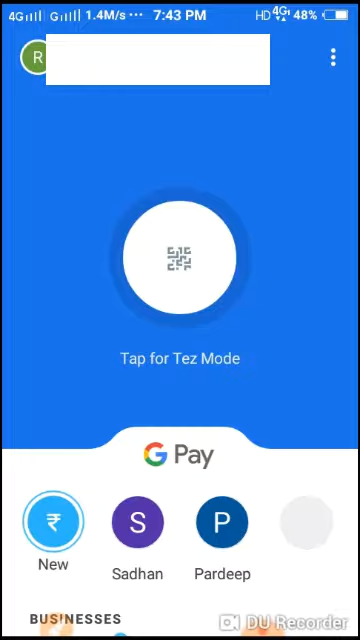 4G G 1.4M/s ··· 7:43 PM HD 4G 48%
R
Tap for Tez Mode
G Pay
₹ S P
New Sadhan Pardeep
BUSINESSES
DU Recorder